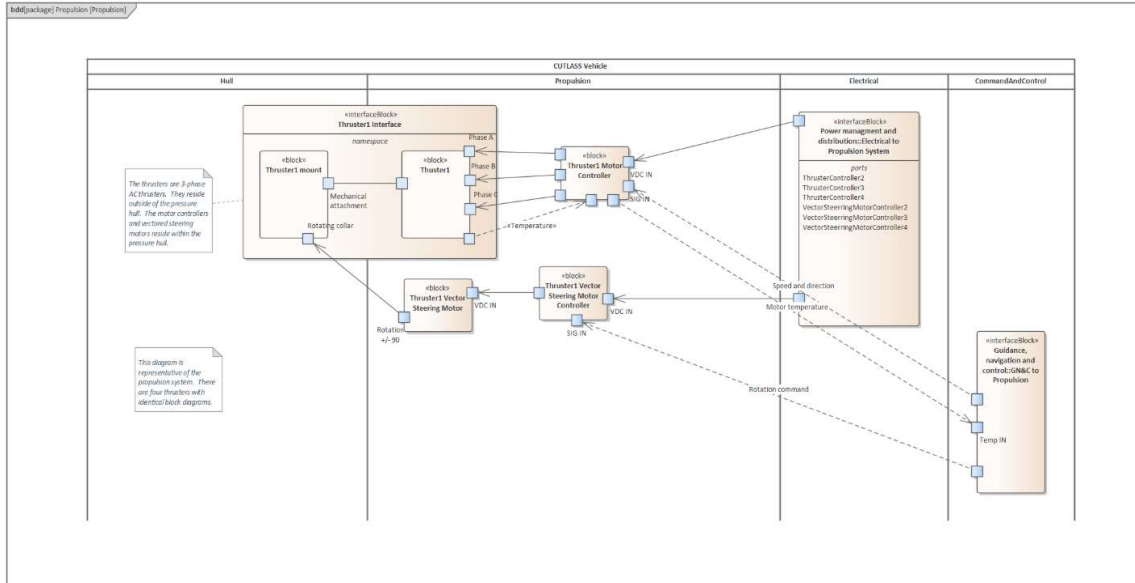 bdd[package] Propulsion [Propulsion]
CUTLASS Vehicle
Hull
Propulsion
Electrical
CommandAndControl
«interfaceBlock»
Thruster1 Interface
namespace
«block»
Thruster1 mount
«block»
Thuster1
Phase A
Phase B
Phase C
Mechanical
attachment
Rotating collar
«block»
Thruster1 Motor
Controller
VDC IN
SIG IN
«Temperature»
«interfaceBlock»
Power managment and
distribution::Electrical to
Propulsion System
ports
ThrusterController2
ThrusterController3
ThrusterController4
VectorSteerringMotorController2
VectorSteerringMotorController3
VectorSteerringMotorController4
The thrusters are 3-phase
AC thrusters. They reside
outside of the pressure
hull. The motor controllers
and vectored steering
motors reside within the
pressure hull.
«block»
Thruster1 Vector
Steering Motor
VDC IN
Rotation
+/- 90
«block»
Thruster1 Vector
Steering Motor
Controller
VDC IN
SIG IN
Speed and direction
Motor temperature
Rotation command
«interfaceBlock»
Guidance,
navigation and
control::GN&C to
Propulsion
Temp IN
This diagram is
representative of the
propulsion system. There
are four thrusters with
identical block diagrams.